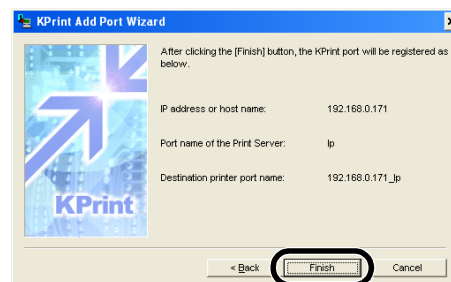 KPrint Add Port Wizard
After clicking the [Finish] button, the KPrint port will be registered as
below.
IP address or host name: 192.168.0.171
Port name of the Print Server: lp
Destination printer port name: 192.168.0.171_lp
KPrint
< Back Finish Cancel